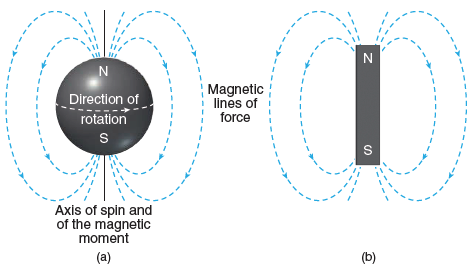 N
Direction of
rotation
S
Axis of spin and
of the magnetic
moment
(a)
Magnetic
lines of
force
N
S
(b)